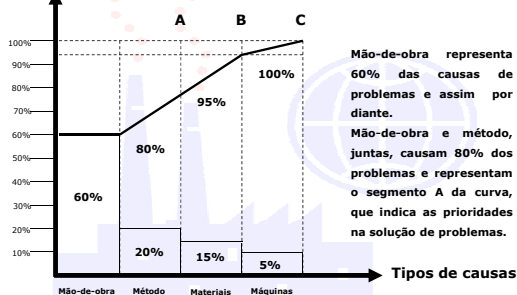 A B C
100%
90%
80%
70%
60%
50%
40%
30%
20%
10%
100%
95%
80%
60%
20%
15%
5%
Mão-de-obra Método Materiais Máquinas
Tipos de causas
Mão-de-obra representa
60% das causas de
problemas e assim por
diante.
Mão-de-obra e método,
juntas, causam 80% dos
problemas e representam
o segmento A da curva,
que indica as prioridades
na solução de problemas.